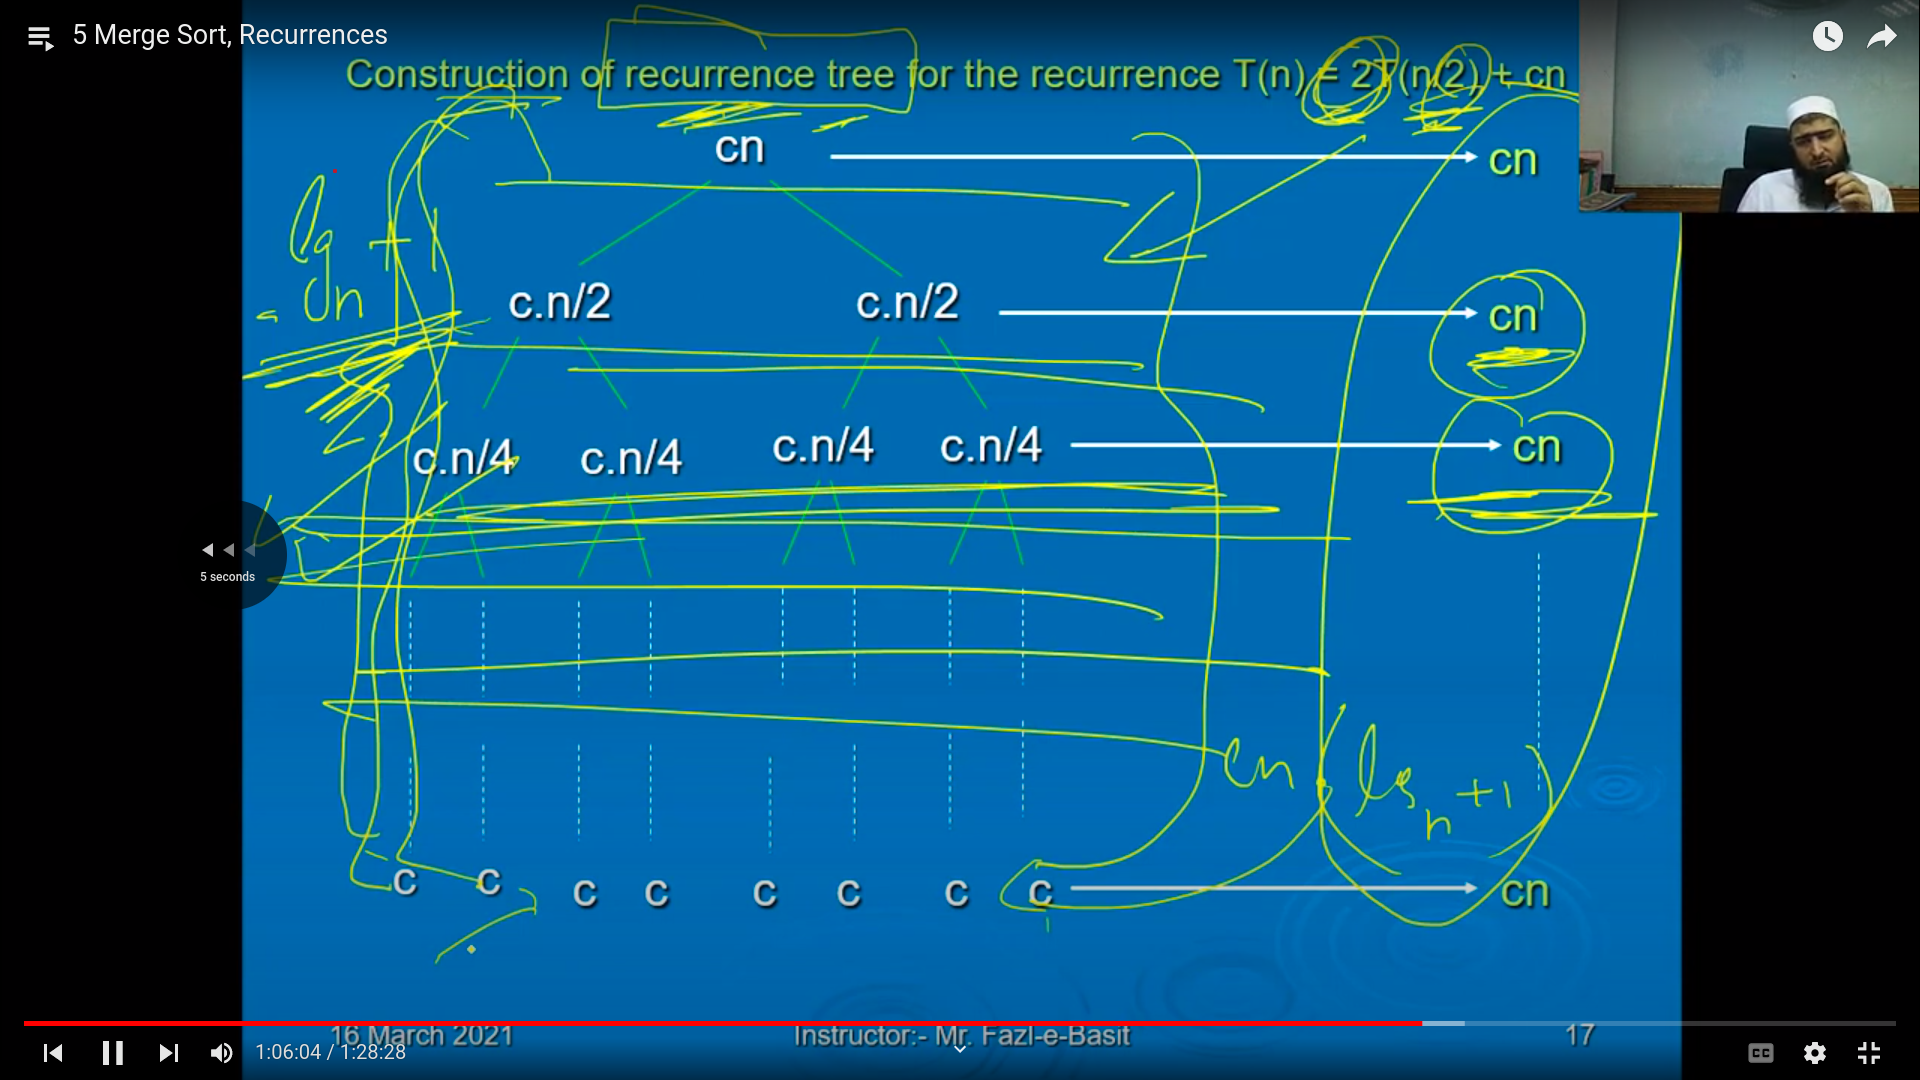 5 Merge Sort, Recurrences
Construction of recurrence tree for the recurrence T(n) = 2T(n/2) + cn
cn cn
lg n + 1
c.n/2 c.n/2 cn
c.n/4 c.n/4 c.n/4 c.n/4 cn
5 seconds
cn (lg n +1)
c c c c c c c c cn
16 March 2021 Instructor:- Mr. Fazl-e-Basit 17
1:06:04 / 1:28:28 CC